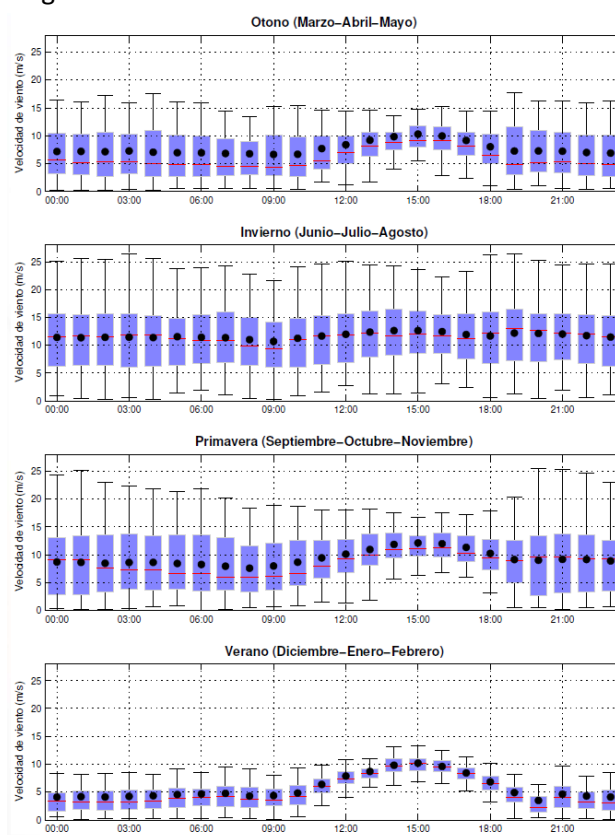 Otono (Marzo–Abril–Mayo)
Velocidad de viento (m/s)
25
20
15
10
5
0
00:00 03:00 06:00 09:00 12:00 15:00 18:00 21:00
Invierno (Junio–Julio–Agosto)
Velocidad de viento (m/s)
25
20
15
10
5
0
00:00 03:00 06:00 09:00 12:00 15:00 18:00 21:00
Primavera (Septiembre–Octubre–Noviembre)
Velocidad de viento (m/s)
25
20
15
10
5
0
00:00 03:00 06:00 09:00 12:00 15:00 18:00 21:00
Verano (Diciembre–Enero–Febrero)
Velocidad de viento (m/s)
25
20
15
10
5
0
00:00 03:00 06:00 09:00 12:00 15:00 18:00 21:00